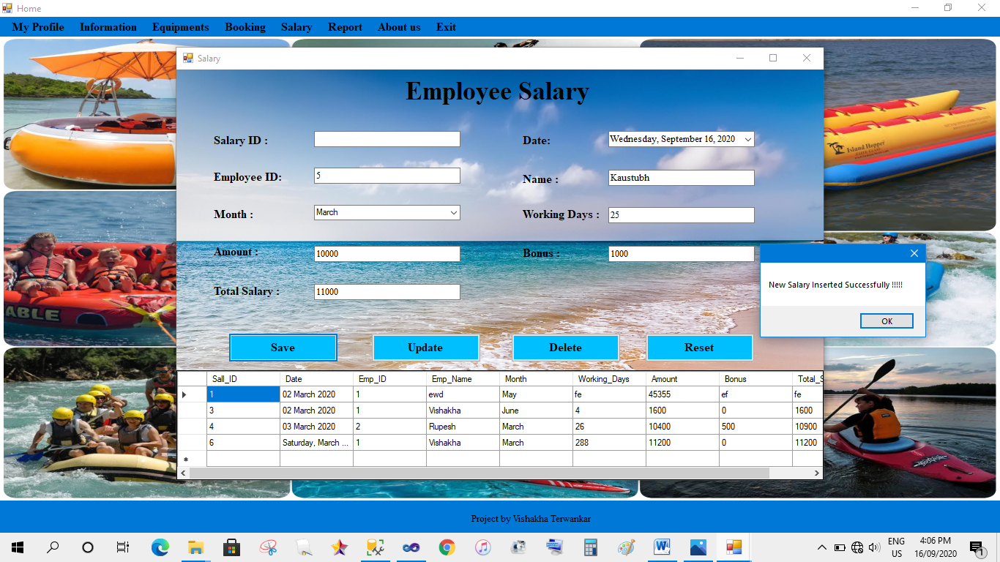 Home
My Profile Information Equipments Booking Salary Report About us Exit
Salary
Employee Salary
Salary ID : Date: Wednesday, September 16, 2020
Employee ID: 5 Name : Kaustubh
Month : March Working Days : 25
Amount : 10000 Bonus : 1000
Total Salary : 11000
New Salary Inserted Successfully !!!!!
OK
Save Update Delete Reset
Sall_ID Date Emp_ID Emp_Name Month Working_Days Amount Bonus Total_S
1 02 March 2020 1 ewd May fe 45355 ef fe
3 02 March 2020 1 Vishakha June 4 1600 0 1600
4 03 March 2020 2 Rupesh March 26 10400 500 10900
6 Saturday, March ... 1 Vishakha March 288 11200 0 11200
Island Hopper
ABLE
Project by Vishakha Terwankar
ENG
US
4:06 PM
16/09/2020
1